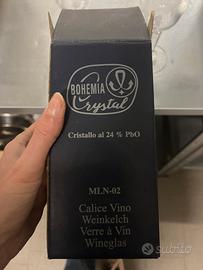 BOHEMIA
Crystal
Cristallo al 24 % PbO
MLN-02
Calice Vino
Weinkelch
Verre à Vin
Wineglas
subito